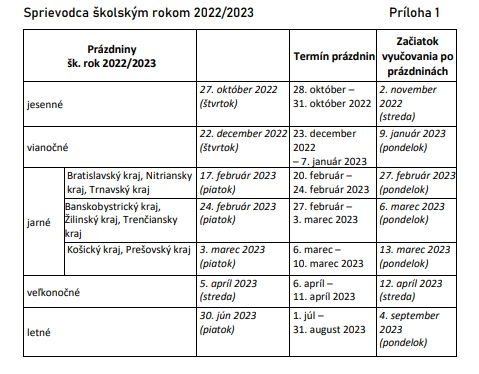 Sprievodca školským rokom 2022/2023 Príloha 1
Prázdniny
šk. rok 2022/2023
Termín prázdnin
Začiatok
vyučovania po
prázdninách
jesenné
27. október 2022
(štvrtok)
28. október –
31. október 2022
2. november
2022
(streda)
vianočné
22. december 2022
(štvrtok)
23. december
2022
– 7. január 2023
9. január 2023
(pondelok)
jarné
Bratislavský kraj, Nitriansky
kraj, Trnavský kraj
17. február 2023
(piatok)
20. február –
24. február 2023
27. február 2023
(pondelok)
Banskobystrický kraj,
Žilinský kraj, Trenčiansky
kraj
24. február 2023
(piatok)
27. február –
3. marec 2023
6. marec 2023
(pondelok)
Košický kraj, Prešovský kraj
3. marec 2023
(piatok)
6. marec –
10. marec 2023
13. marec 2023
(pondelok)
veľkonočné
5. apríl 2023
(streda)
6. apríl –
11. apríl 2023
12. apríl 2023
(streda)
letné
30. jún 2023
(piatok)
1. júl –
31. august 2023
4. september
2023
(pondelok)